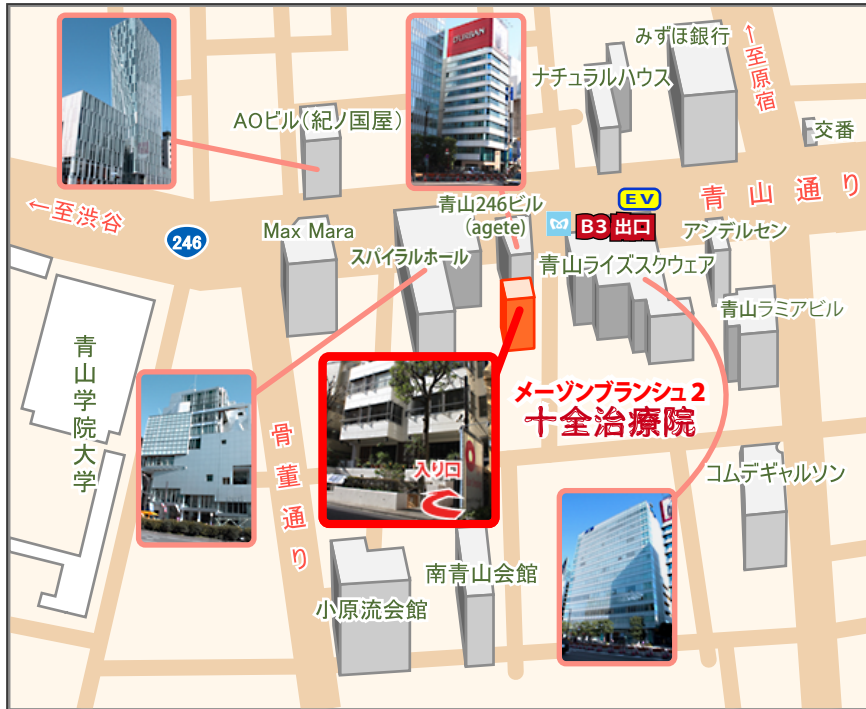 みずほ銀行
←至原宿
ナチュラルハウス
D'URBAN
AOビル(紀ノ国屋)
交番
青山通り
EV
←至渋谷
246
青山246ビル
(agete)
B3 出口
Max Mara
アンデルセン
スパイラルホール
青山ライズスクウェア
青山ラミアビル
青山学院大学
メーゾンブランシュ2
十全治療院
骨董通り
入り口
コムデギャルソン
南青山会館
小原流会館